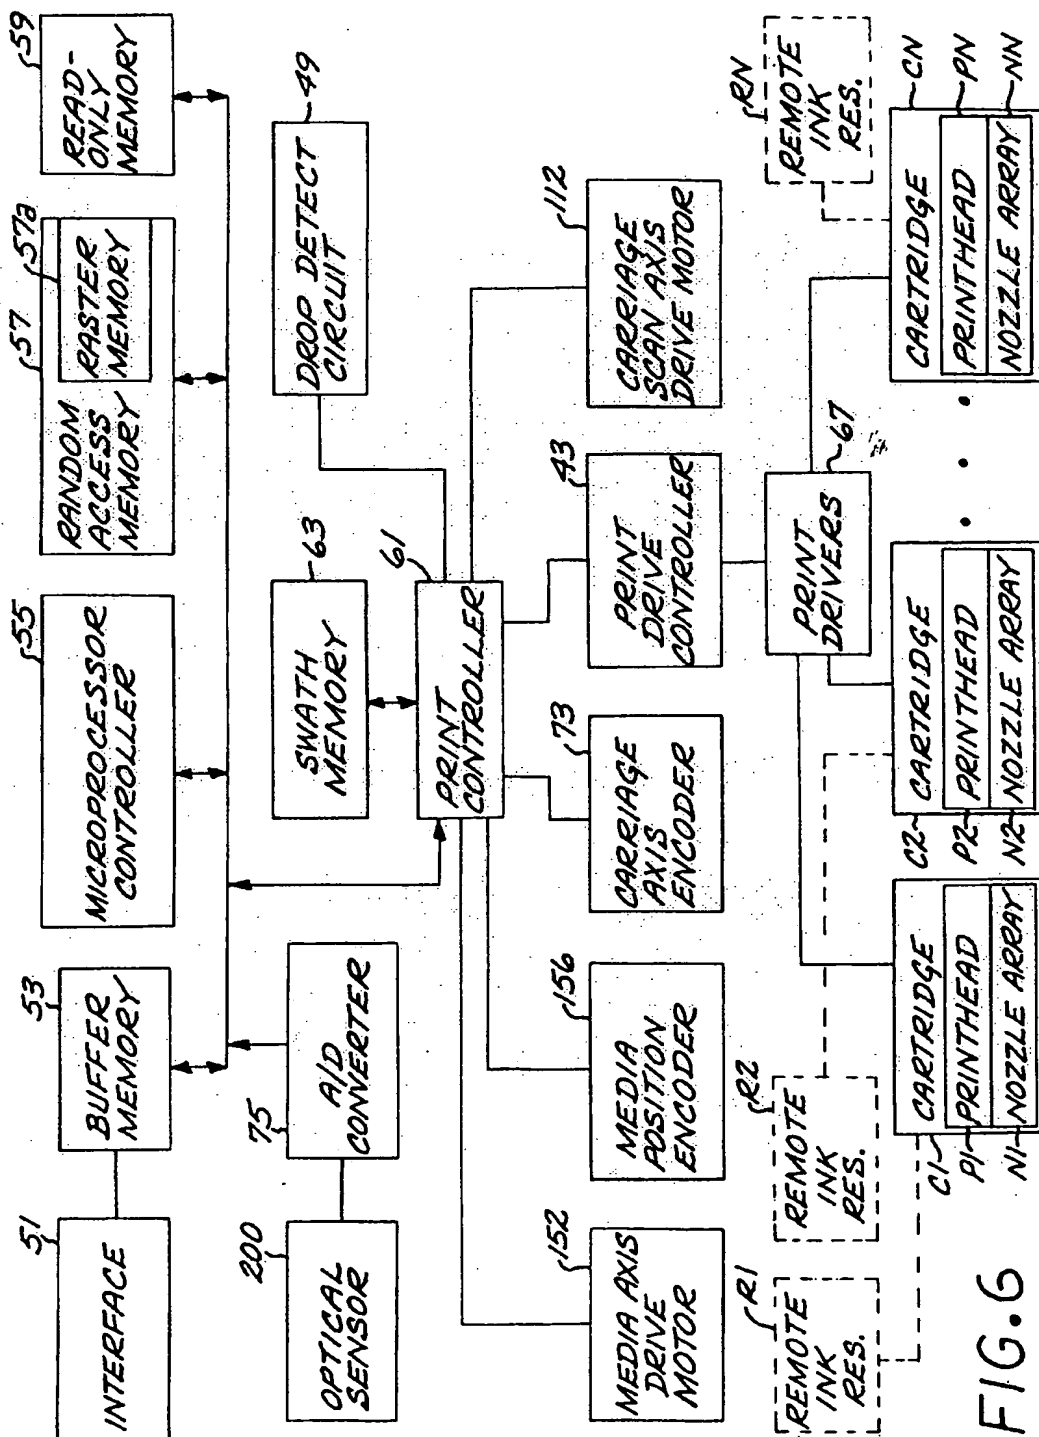 51
INTERFACE
53
BUFFER
MEMORY
55
MICROPROCESSOR
CONTROLLER
57
RANDOM
ACCESS
MEMORY
57a
RASTER
MEMORY
59
READ-
ONLY
MEMORY
200
OPTICAL
SENSOR
75
A/D
CONVERTER
63
SWATH
MEMORY
49
DROP DETECT
CIRCUIT
61
PRINT
CONTROLLER
152
MEDIA AXIS
DRIVE
MOTOR
156
MEDIA
POSITION
ENCODER
73
CARRIAGE
AXIS
ENCODER
43
PRINT
DRIVE
CONTROLLER
112
CARRIAGE
SCAN AXIS
DRIVE MOTOR
R1
REMOTE
INK
RES.
R2
REMOTE
INK
RES.
67
PRINT
DRIVERS
RN
REMOTE
INK
RES.
C1
CARTRIDGE
P1
PRINTHEAD
N1
NOZZLE ARRAY
C2
CARTRIDGE
P2
PRINTHEAD
N2
NOZZLE ARRAY
CARTRIDGE
CN
PRINTHEAD
PN
NOZZLE ARRAY
NN
FIG.6